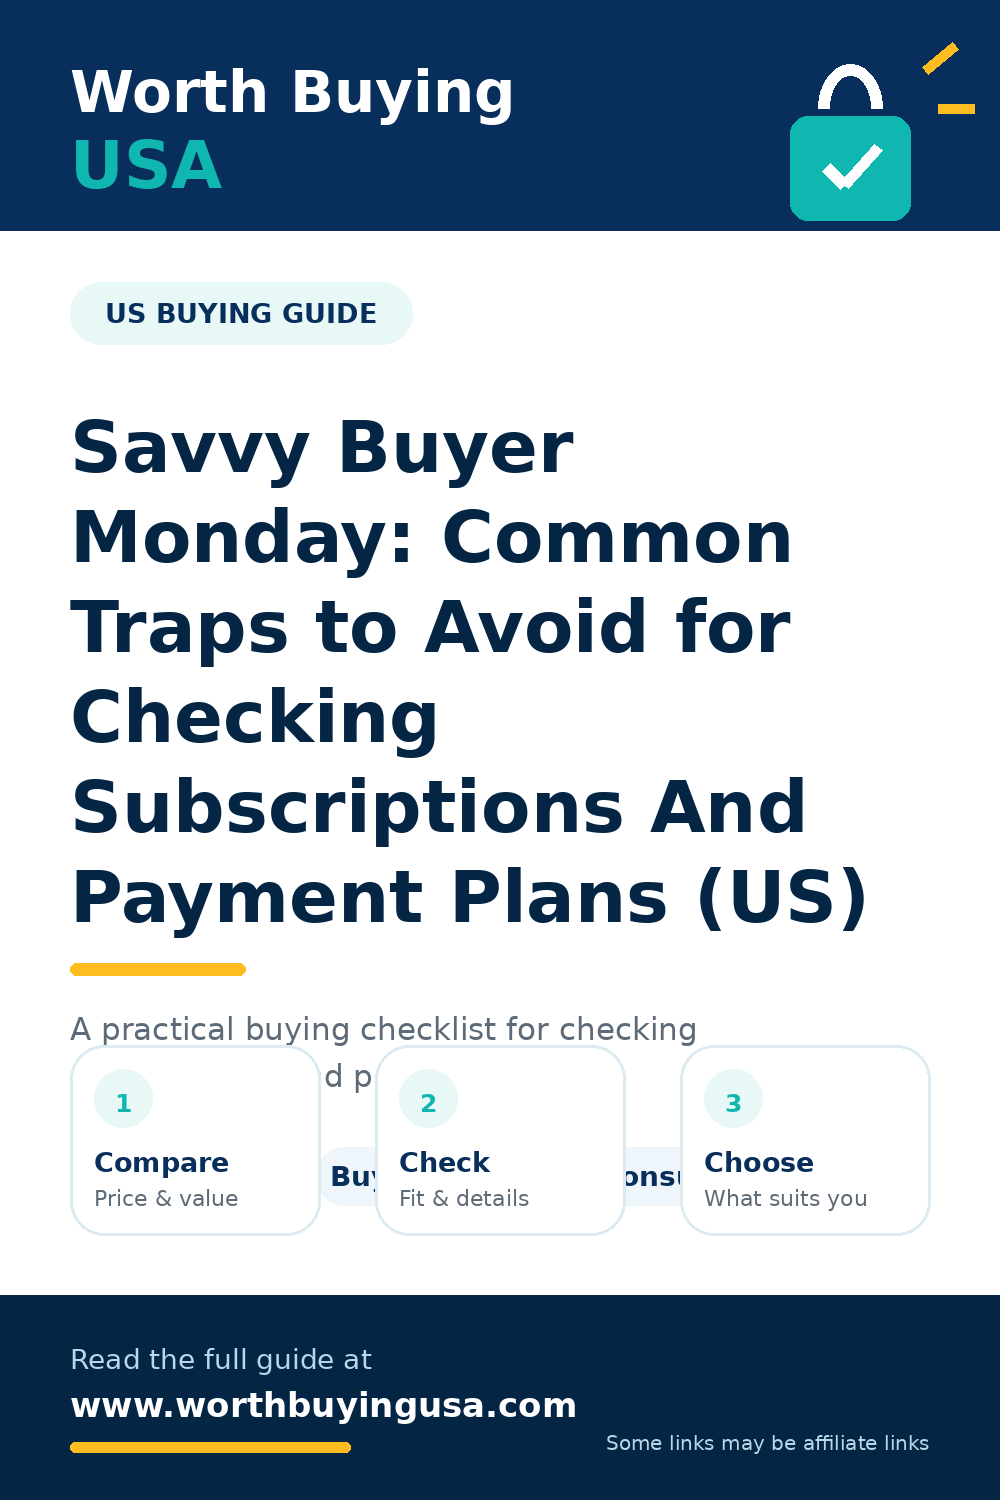 Worth Buying
USA
US BUYING GUIDE
Savvy Buyer
Monday: Common
Traps to Avoid for
Checking
Subscriptions And
Payment Plans (US)
A practical buying checklist for checking
1
2
3
Compare
Check
Choose
Price & value
Fit & details
What suits you
Read the full guide at
www.worthbuyingusa.com
Some links may be affiliate links